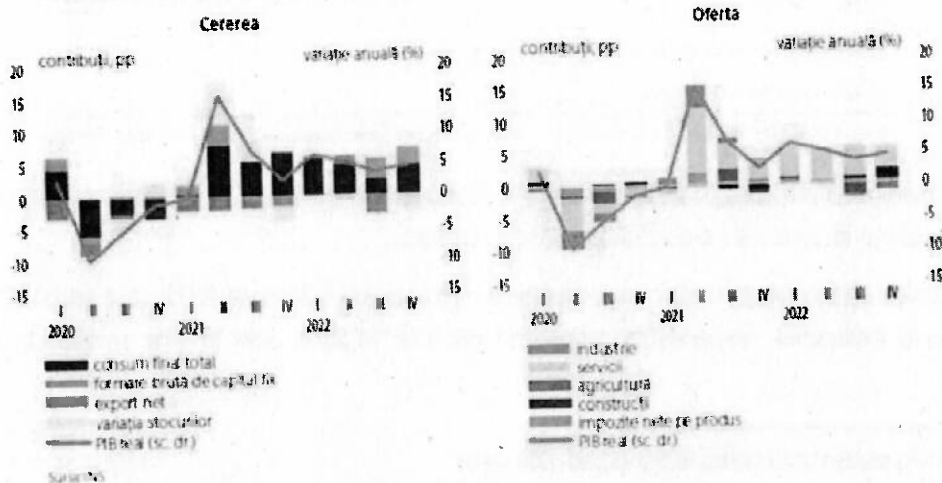 Cererea
contribuții, pp
variație anuală (%)
20
15
10
5
0
-5
-10
-15
20
15
10
5
0
-5
-10
15
I II III IV I II III IV I II III IV
2020 2021 2022
consum final total
formare brută de capital fix
export net
variația stocurilor
PIB real (sc. dr.)
Oferta
contribuții, pp
variație anuală (%)
20
15
10
5
0
-5
-10
-15
20
15
10
5
0
-5
-10
15
I II III IV I II III IV I II III IV
2020 2021 2022
industrie
servicii
agricultură
construcții
impozite nete pe produs
PIB real (sc. dr.)